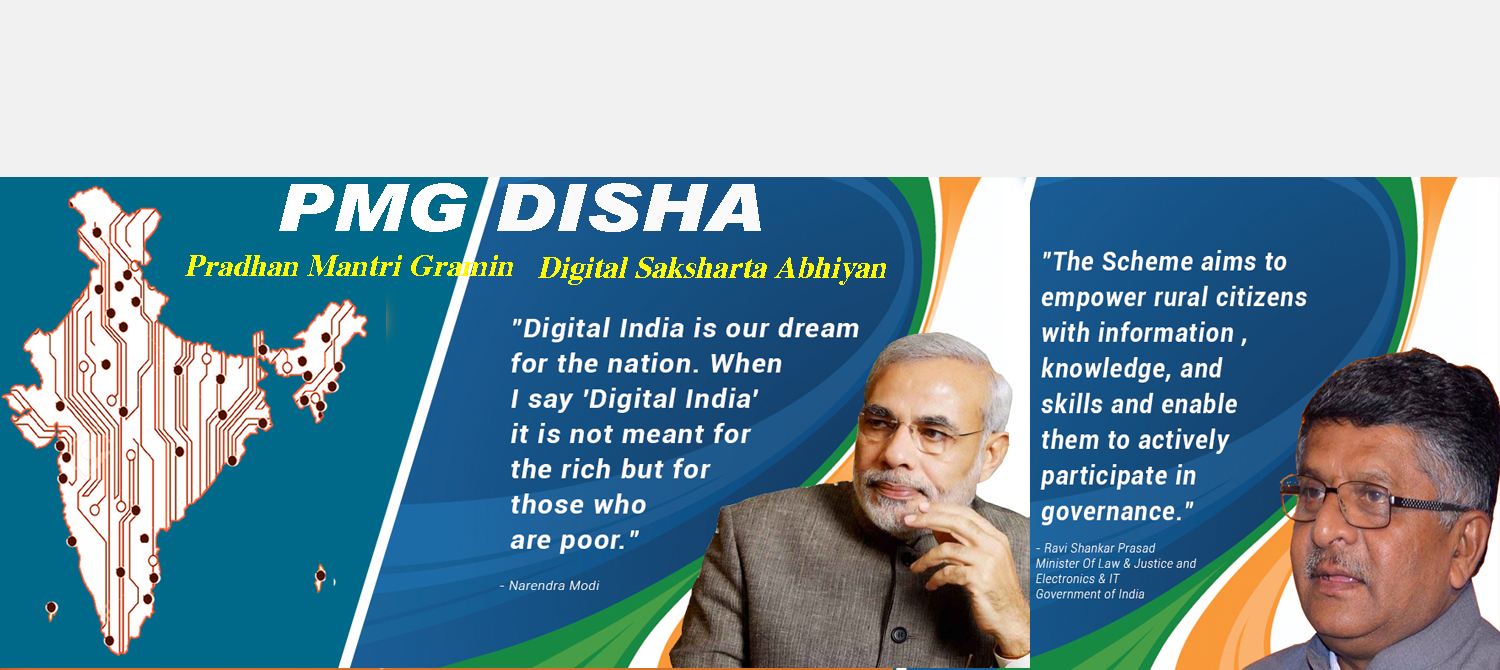 PMG DISHA
Pradhan Mantri Gramin Digital Saksharta Abhiyan
"Digital India is our dream
for the nation. When
I say 'Digital India'
it is not meant for
the rich but for
those who
are poor."
- Narendra Modi
"The Scheme aims to
empower rural citizens
with information ,
knowledge, and
skills and enable
them to actively
participate in
governance."
- Ravi Shankar Prasad
Minister Of Law & Justice and
Electronics & IT
Government of India